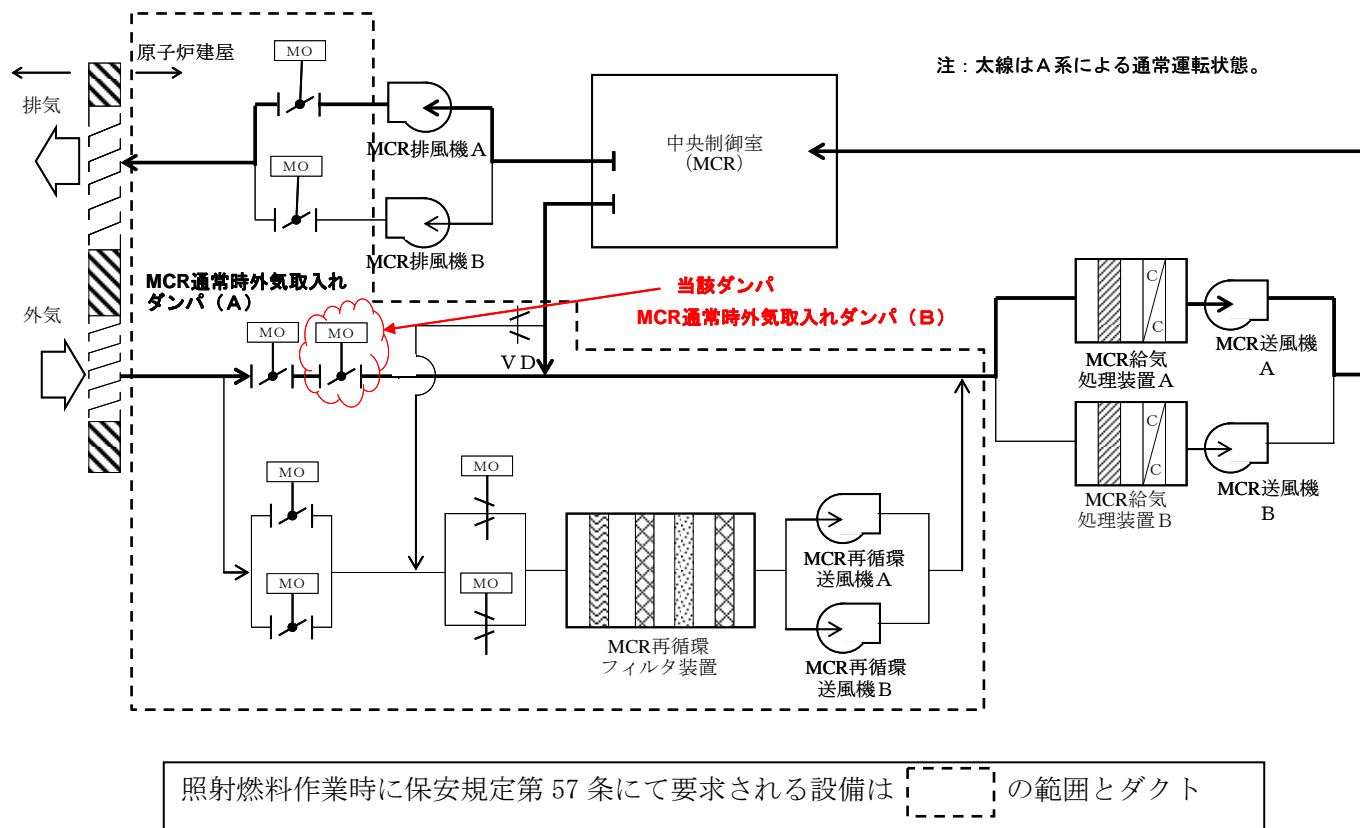 原子炉建屋
排気
外気
MO
MO
MCR排風機A
MCR排風機B
中央制御室
(MCR)
注：太線はA系による通常運転状態。
MCR通常時外気取入れ
ダンパ（A）
当該ダンパ
MCR通常時外気取入れダンパ（B）
MO
MO
VD
C
C
MCR給気
処理装置A
MCR送風機
A
C
C
MCR給気
処理装置B
MCR送風機
B
MO
MO
MO
MO
MCR再循環
フィルタ装置
MCR再循環
送風機A
MCR再循環
送風機B
照射燃料作業時に保安規定第 57 条にて要求される設備は の範囲とダクト